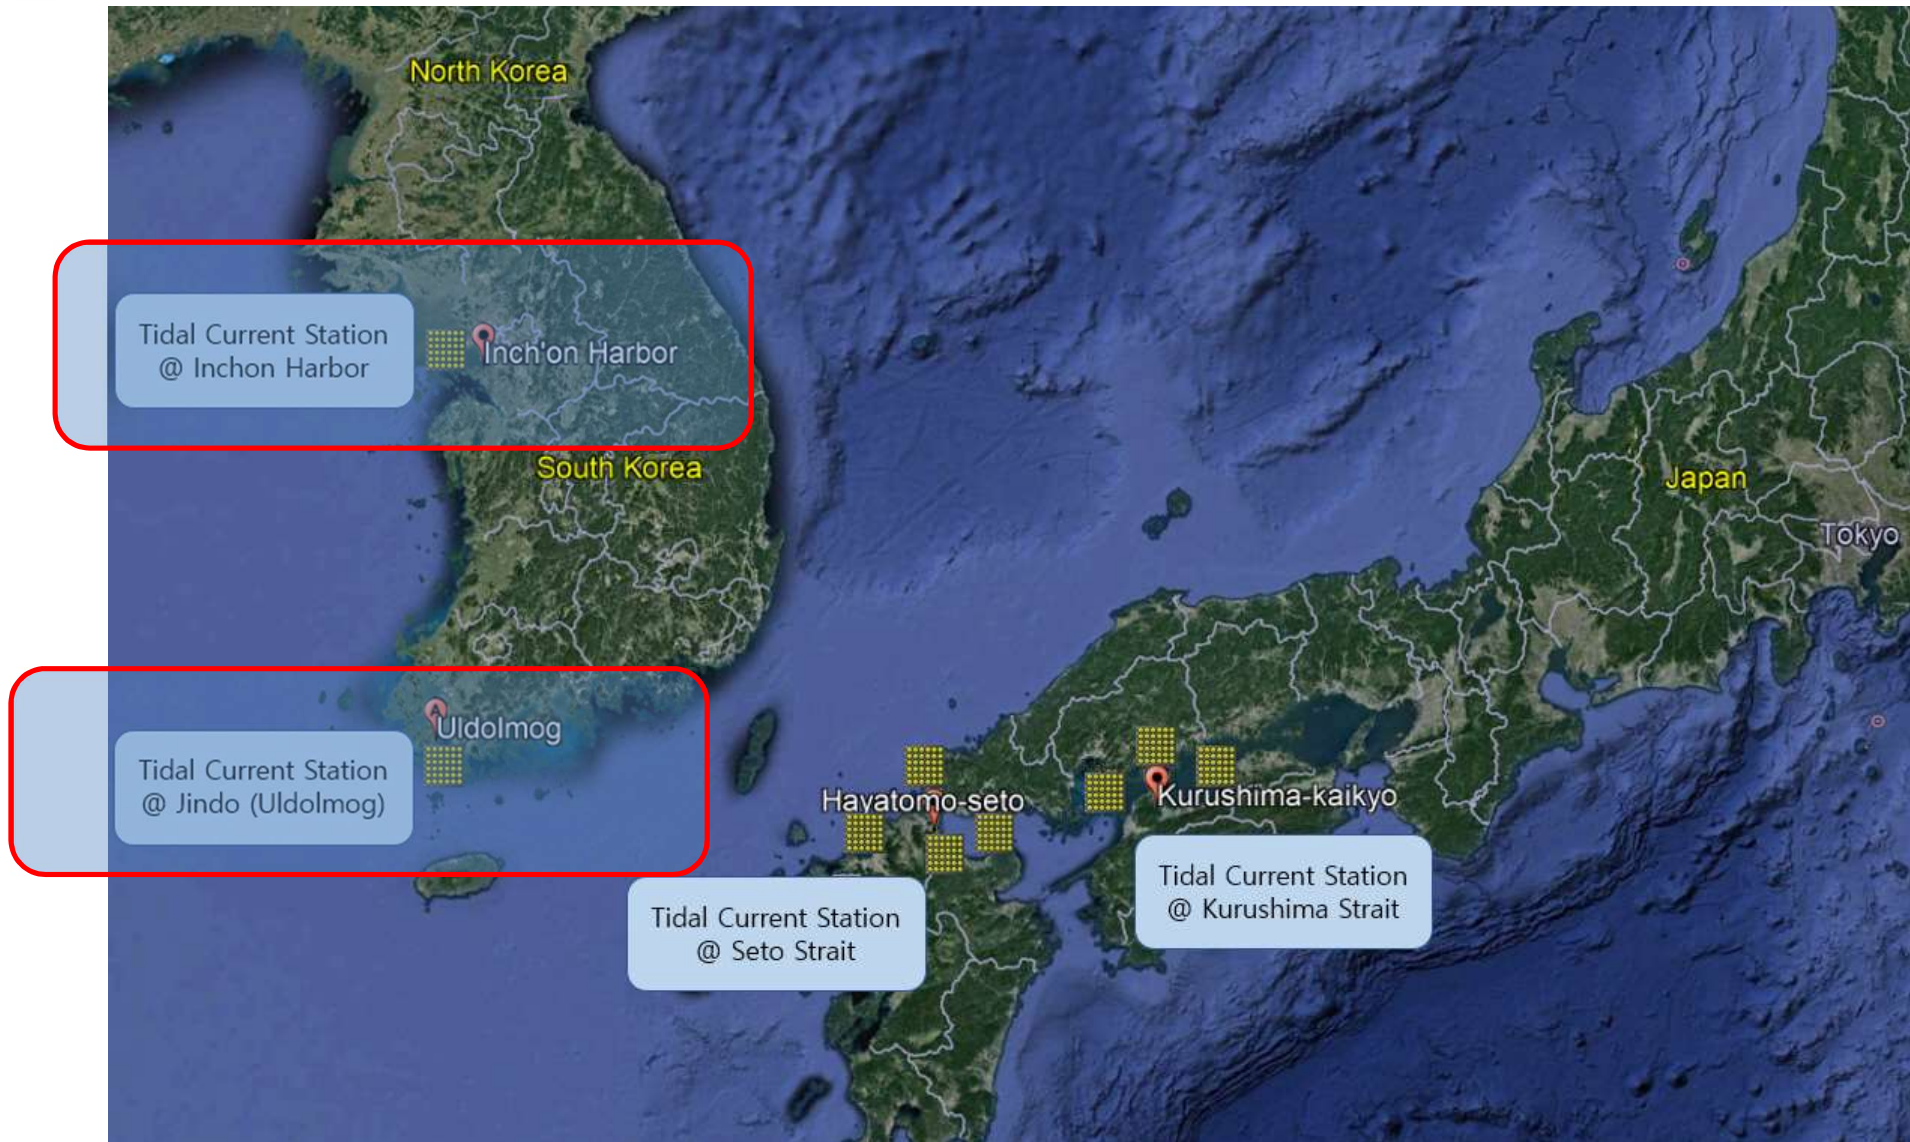 North Korea
Tidal Current Station
@ Inchon Harbor
Inch'on Harbor
South Korea
Japan
Tokyo
Uldolmog
Tidal Current Station
@ Jindo (Uldolmog)
Hayatomo-seto
Kurushima-kaikyo
Tidal Current Station
@ Seto Strait
Tidal Current Station
@ Kurushima Strait
A